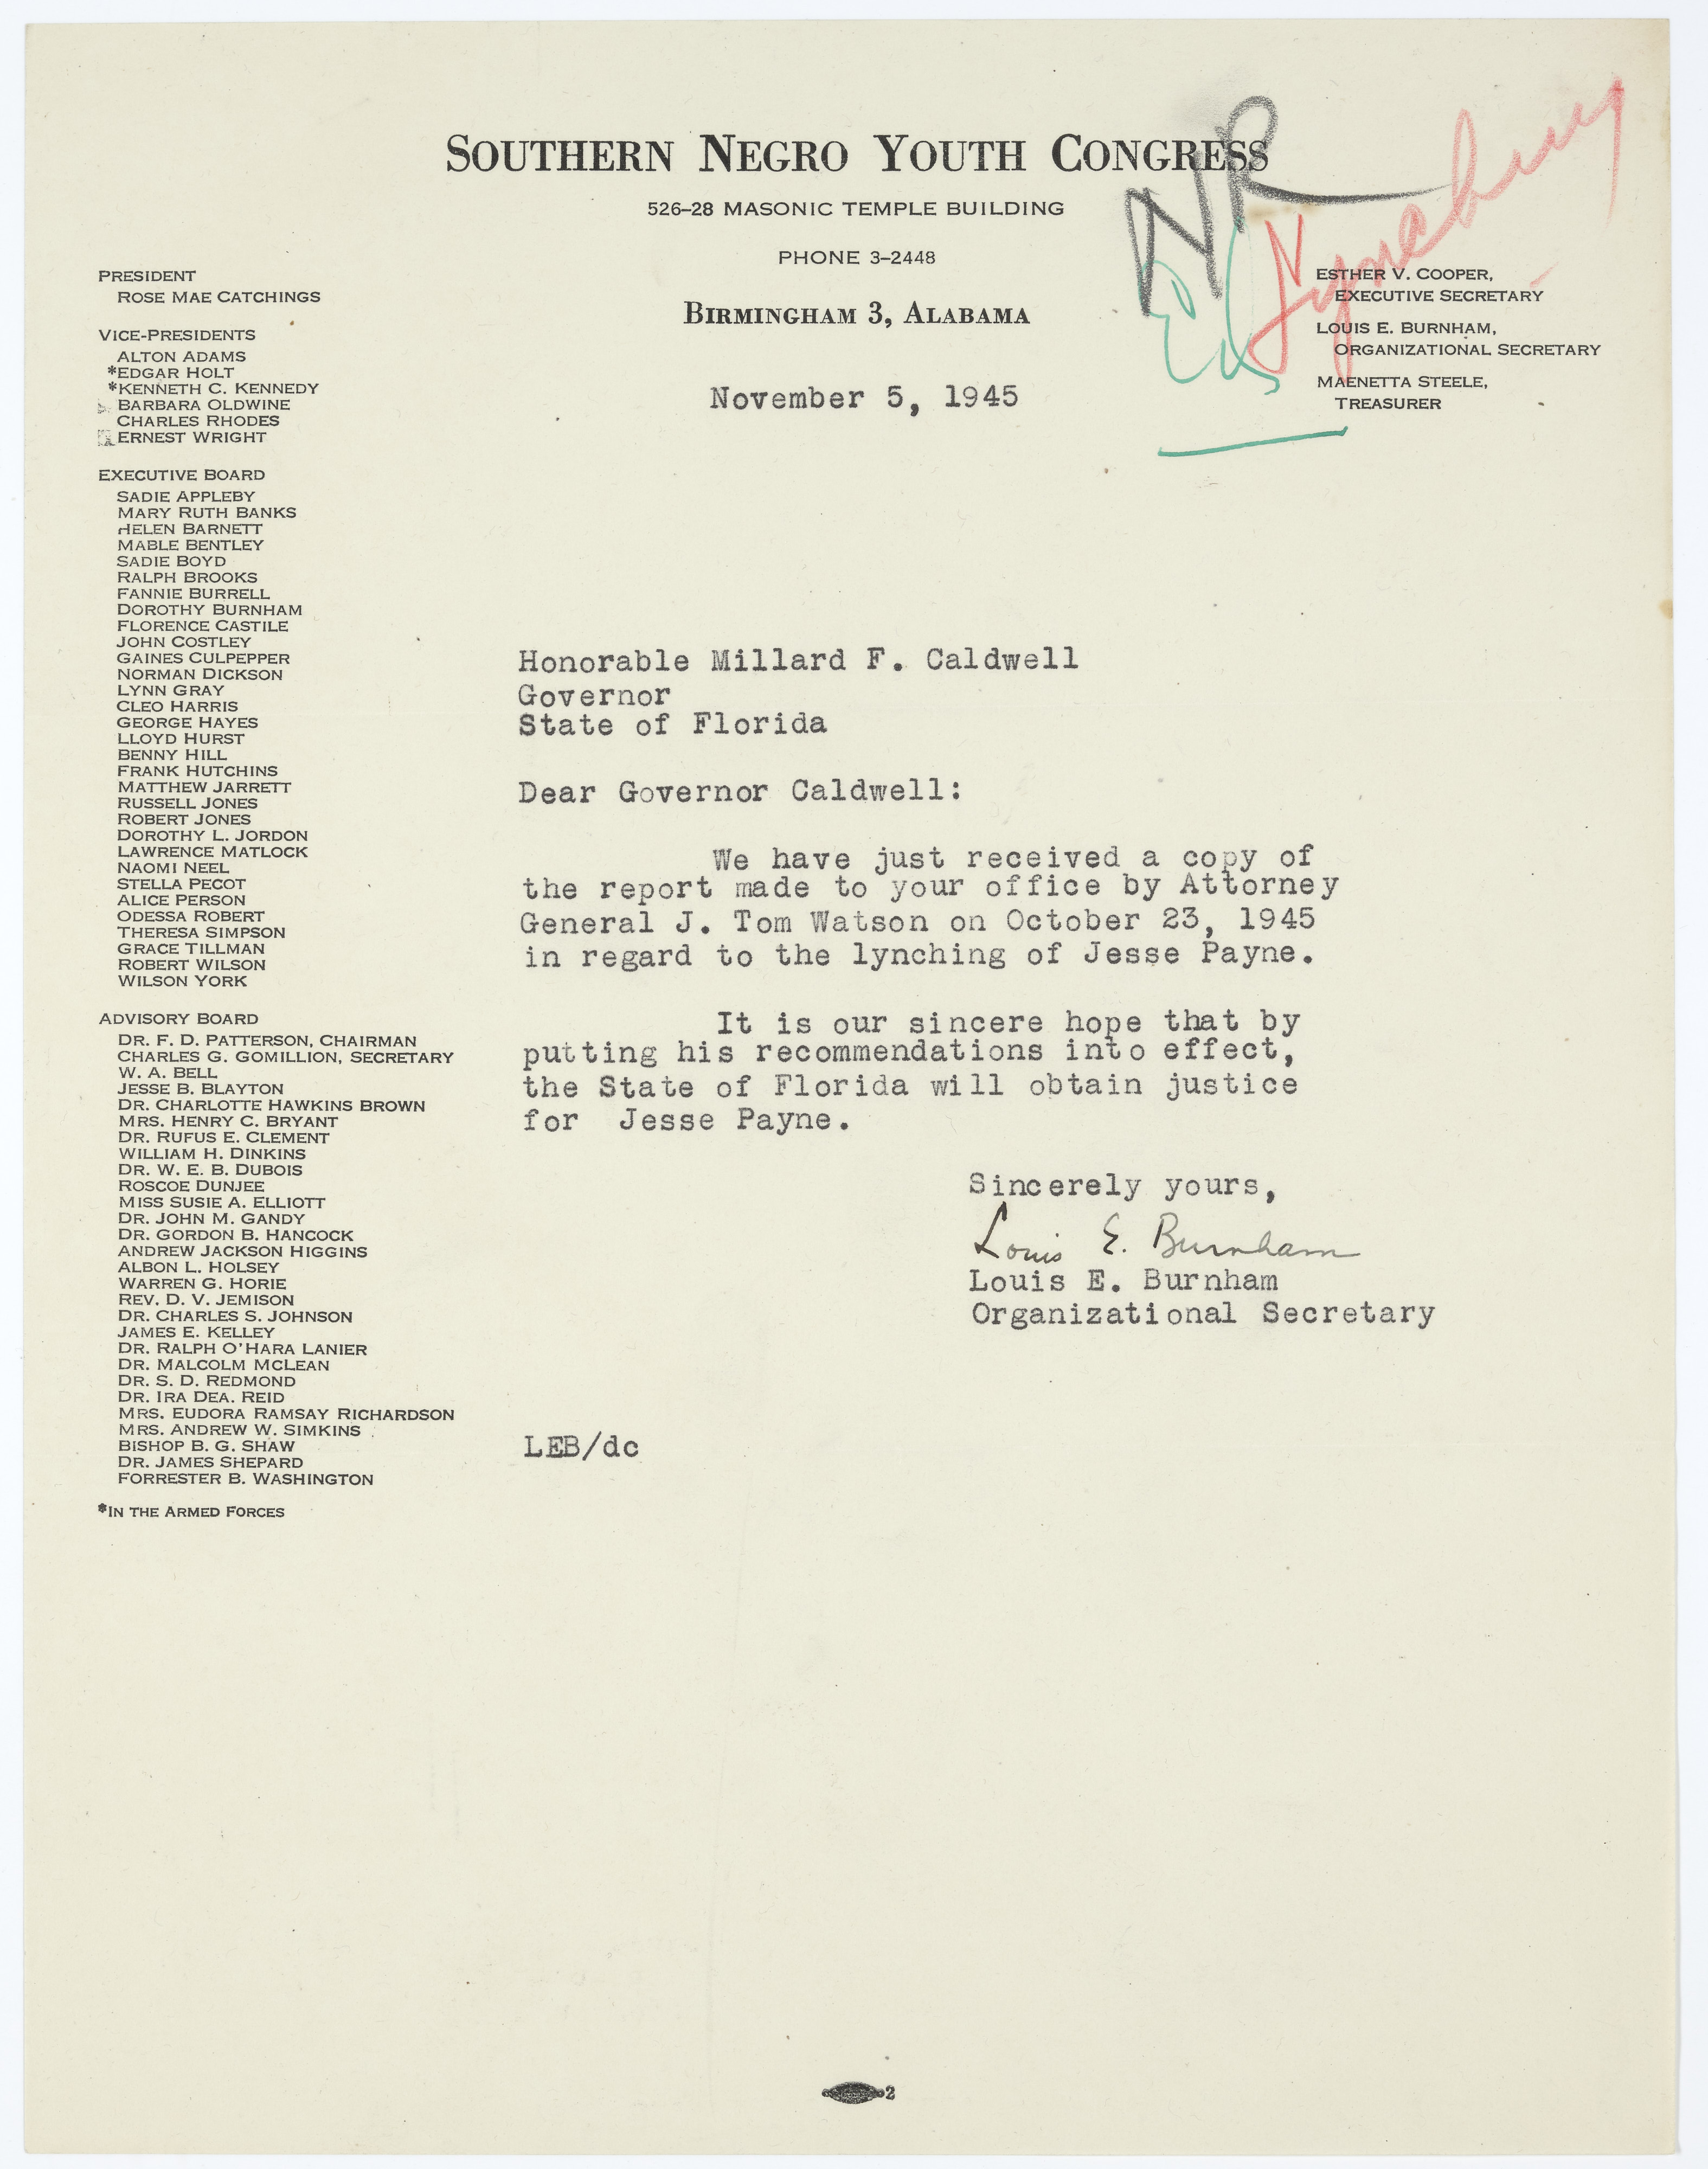 SOUTHERN NEGRO YOUTH CONGRESS
526–28 MASONIC TEMPLE BUILDING
PHONE 3–2448
BIRMINGHAM 3, ALABAMA
NR
PRESIDENT
ROSE MAE CATCHINGS
VICE-PRESIDENTS
ALTON ADAMS
*EDGAR HOLT
*KENNETH C. KENNEDY
BARBARA OLDWINE
CHARLES RHODES
ERNEST WRIGHT
EXECUTIVE BOARD
SADIE APPLEBY
MARY RUTH BANKS
HELEN BARNETT
MABLE BENTLEY
SADIE BOYD
RALPH BROOKS
FANNIE BURRELL
DOROTHY BURNHAM
FLORENCE CASTILE
JOHN COSTLEY
GAINES CULPEPPER
NORMAN DICKSON
LYNN GRAY
CLEO HARRIS
GEORGE HAYES
LLOYD HURST
BENNY HILL
FRANK HUTCHINS
MATTHEW JARRETT
RUSSELL JONES
ROBERT JONES
DOROTHY L. JORDON
LAWRENCE MATLOCK
NAOMI NEEL
STELLA PECOT
ALICE PERSON
ODESSA ROBERT
THERESA SIMPSON
GRACE TILLMAN
ROBERT WILSON
WILSON YORK
ADVISORY BOARD
DR. F. D. PATTERSON, CHAIRMAN
CHARLES G. GOMILLION, SECRETARY
W. A. BELL
JESSE B. BLAYTON
DR. CHARLOTTE HAWKINS BROWN
MRS. HENRY C. BRYANT
DR. RUFUS E. CLEMENT
WILLIAM H. DINKINS
DR. W. E. B. DUBOIS
ROSCOE DUNJEE
MISS SUSIE A. ELLIOTT
DR. JOHN M. GANDY
DR. GORDON B. HANCOCK
ANDREW JACKSON HIGGINS
ALBON L. HOLSEY
WARREN G. HORIE
REV. D. V. JEMISON
DR. CHARLES S. JOHNSON
JAMES E. KELLEY
DR. RALPH O'HARA LANIER
DR. MALCOLM MCLEAN
DR. S. D. REDMOND
DR. IRA DEA. REID
MRS. EUDORA RAMSAY RICHARDSON
MRS. ANDREW W. SIMKINS
BISHOP B. G. SHAW
DR. JAMES SHEPARD
FORRESTER B. WASHINGTON
*IN THE ARMED FORCES
ESTHER V. COOPER,
EXECUTIVE SECRETARY
LOUIS E. BURNHAM,
ORGANIZATIONAL SECRETARY
MAENETTA STEELE,
TREASURER
November 5, 1945
Honorable Millard F. Caldwell
Governor
State of Florida
Dear Governor Caldwell:
We have just received a copy of
the report made to your office by Attorney
General J. Tom Watson on October 23, 1945
in regard to the lynching of Jesse Payne.
It is our sincere hope that by
putting his recommendations into effect,
the State of Florida will obtain justice
for Jesse Payne.
Sincerely yours,
Louis E. Burnham
Louis E. Burnham
Organizational Secretary
LEB/dc
2